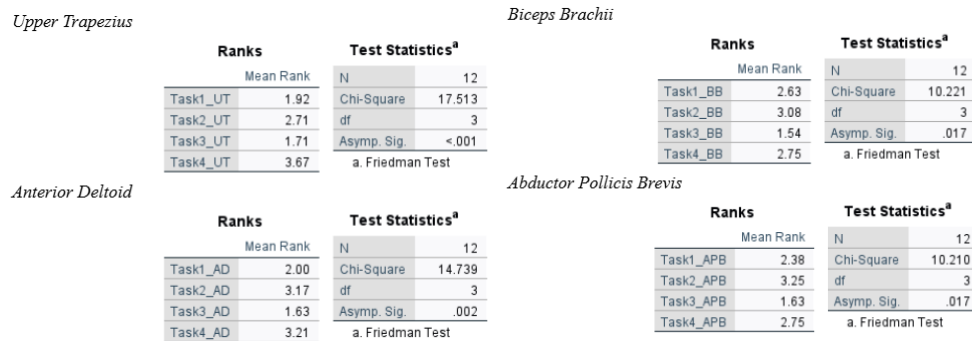 Upper Trapezius
Ranks
Mean Rank
Task1_UT 1.92
Task2_UT 2.71
Task3_UT 1.71
Task4_UT 3.67
Test Statisticsa
N 12
Chi-Square 17.513
df 3
Asymp. Sig. <.001
a. Friedman Test
Biceps Brachii
Ranks
Mean Rank
Task1_BB 2.63
Task2_BB 3.08
Task3_BB 1.54
Task4_BB 2.75
Test Statisticsa
N 12
Chi-Square 10.221
df 3
Asymp. Sig. .017
a. Friedman Test
Anterior Deltoid
Ranks
Mean Rank
Task1_AD 2.00
Task2_AD 3.17
Task3_AD 1.63
Task4_AD 3.21
Test Statisticsa
N 12
Chi-Square 14.739
df 3
Asymp. Sig. .002
a. Friedman Test
Abductor Pollicis Brevis
Ranks
Mean Rank
Task1_APB 2.38
Task2_APB 3.25
Task3_APB 1.63
Task4_APB 2.75
Test Statisticsa
N 12
Chi-Square 10.210
df 3
Asymp. Sig. .017
a. Friedman Test